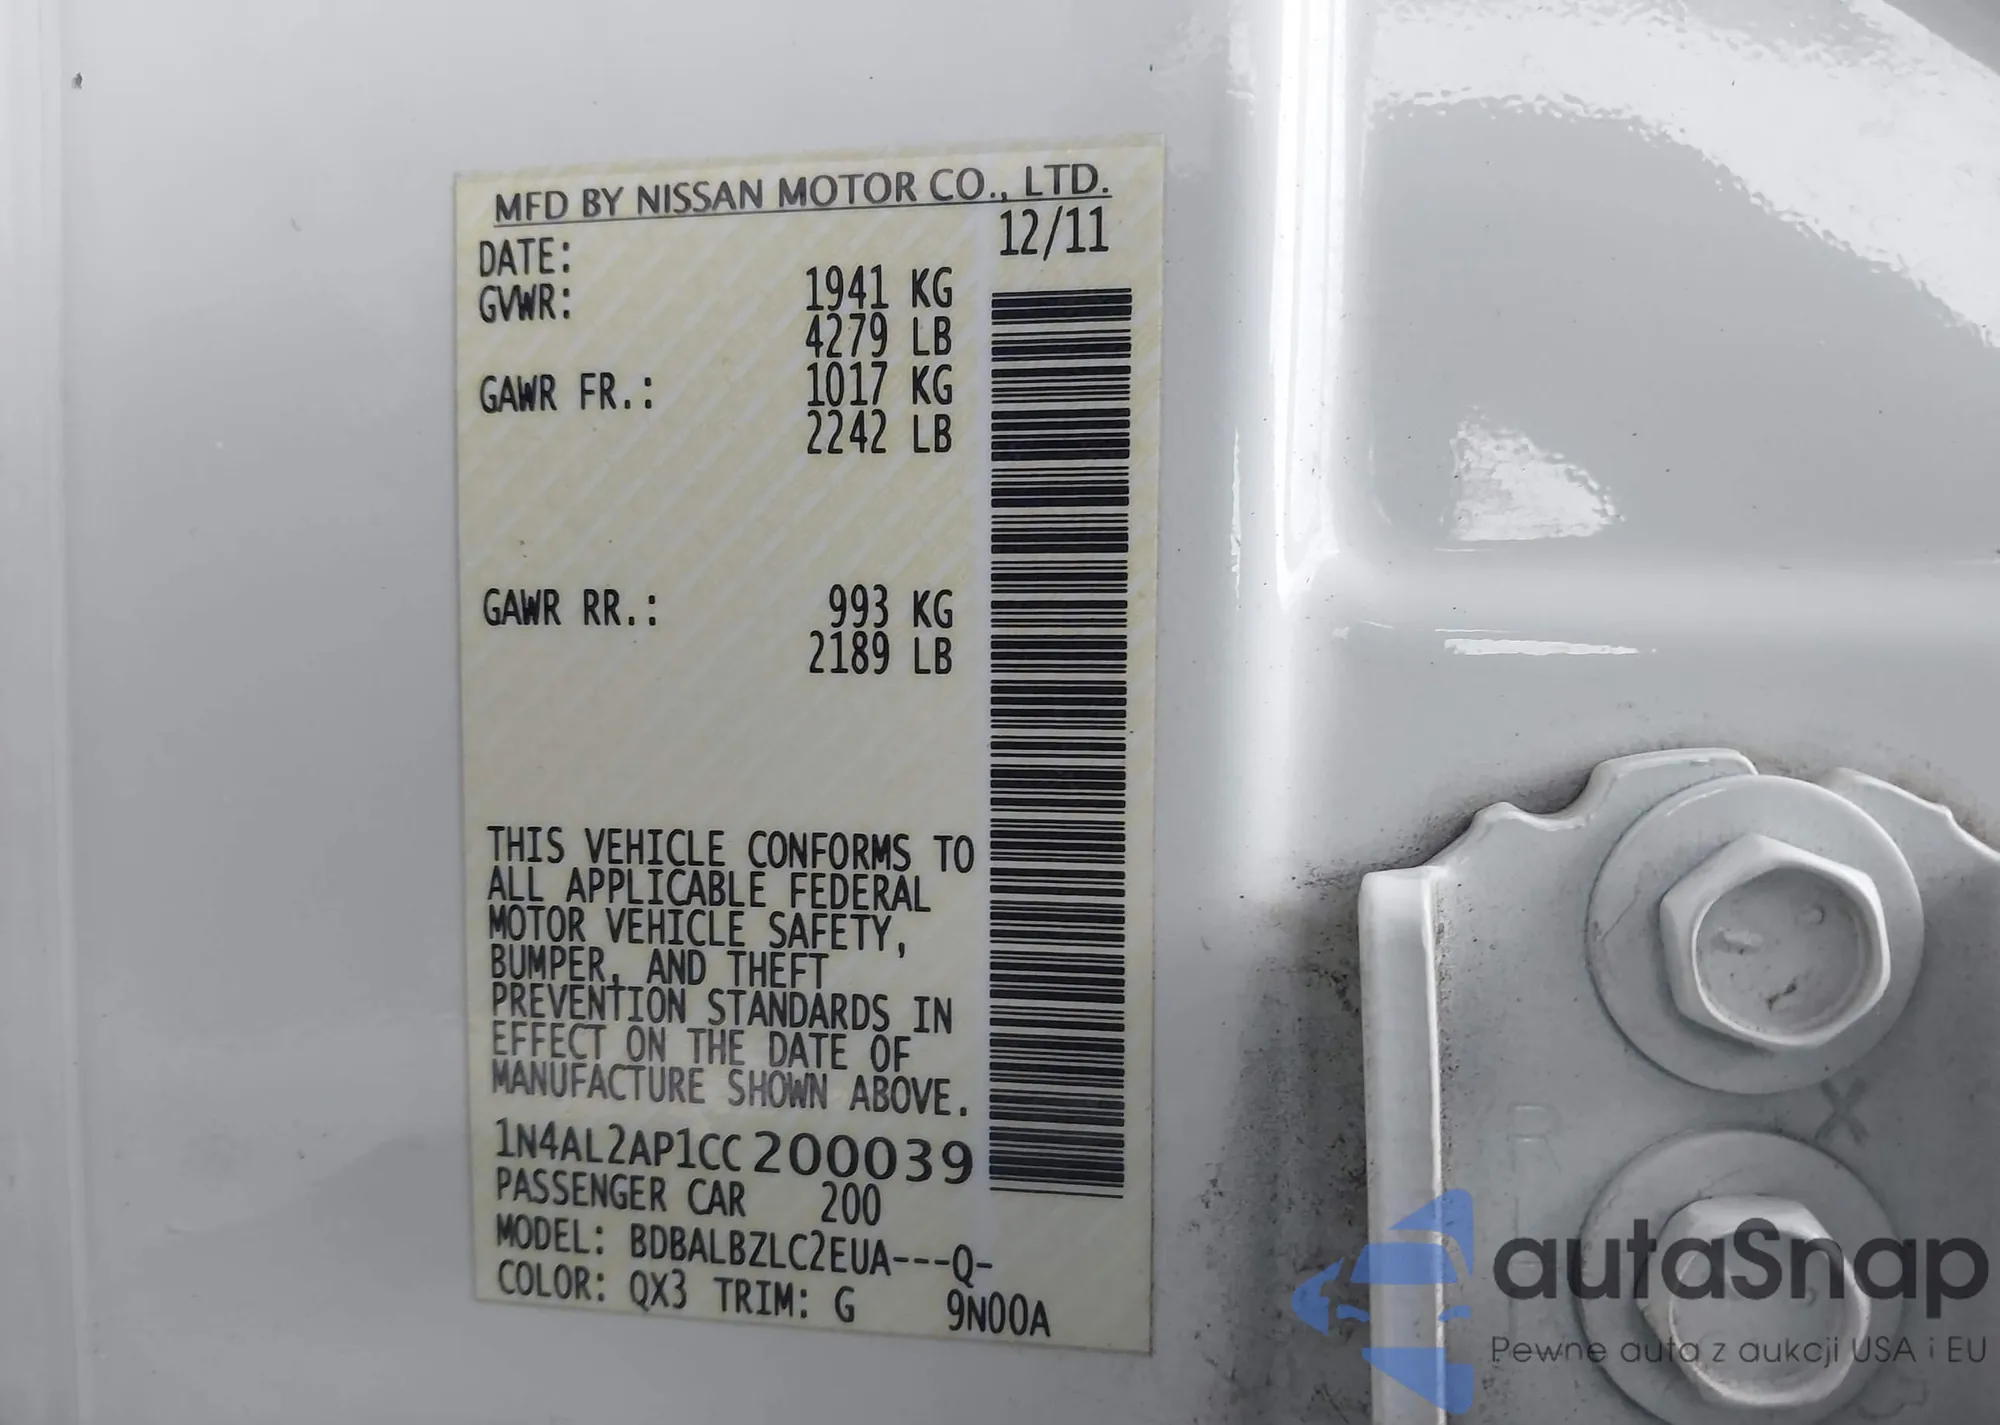 MFD BY NISSAN MOTOR CO., LTD.
DATE: 12/11
GVWR: 1941 KG
4279 LB
GAWR FR.: 1017 KG
2242 LB
GAWR RR.: 993 KG
2189 LB
THIS VEHICLE CONFORMS TO
ALL APPLICABLE FEDERAL
MOTOR VEHICLE SAFETY,
BUMPER, AND THEFT
PREVENTION STANDARDS IN
EFFECT ON THE DATE OF
MANUFACTURE SHOWN ABOVE.
1N4AL2AP1CC200039
PASSENGER CAR 200
MODEL: BDBALBZLC2EUA---Q-
COLOR: QX3 TRIM: G 9N00A
R X
autaSnap
Pewne auta z aukcji USA i EU